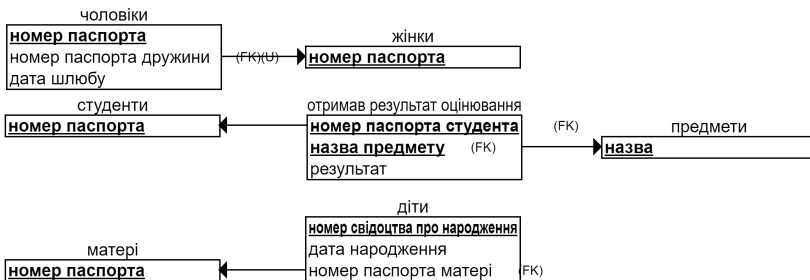 чоловіки
номер паспорта
номер паспорта дружини
дата шлюбу
(FK)(U)
жінки
номер паспорта
студенти
номер паспорта
отримав результат оцінювання
номер паспорта студента
назва предмету (FK)
результат
(FK)
предмети
назва
матері
номер паспорта
діти
номер свідоцтва про народження
дата народження
номер паспорта матері (FK)